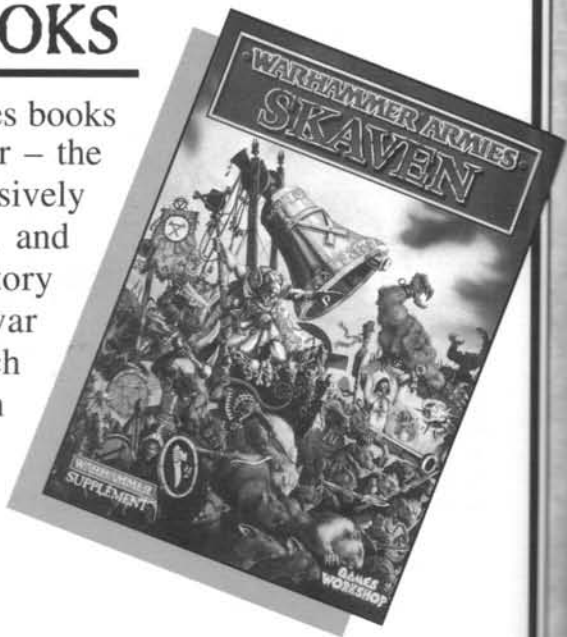 OKS
es books
r – the
sively
and
tory
var
ch
n
WARHAMMER ARMIES
SKAVEN
WARHAMMER
SUPPLEMENT
GAMES
WORKSHOP